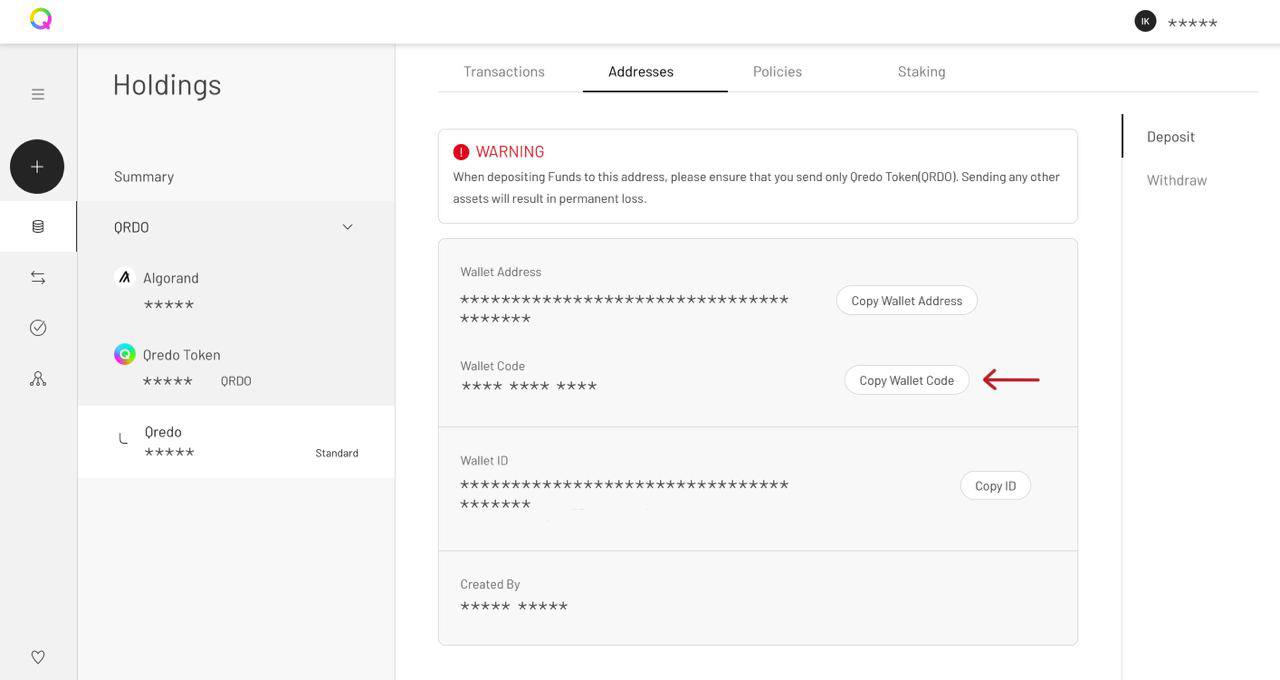 IK *****
Holdings
Summary
QRDO
Algorand
*****
Qredo Token
***** QRDO
Qredo
*****
Standard
Transactions Addresses Policies Staking
! WARNING
When depositing Funds to this address, please ensure that you send only Qredo Token(QRDO). Sending any other
assets will result in permanent loss.
Wallet Address
********************************
*******
Copy Wallet Address
Wallet Code
**** **** ****
Copy Wallet Code
Wallet ID
********************************
*******
Copy ID
Created By
***** *****
Deposit
Withdraw